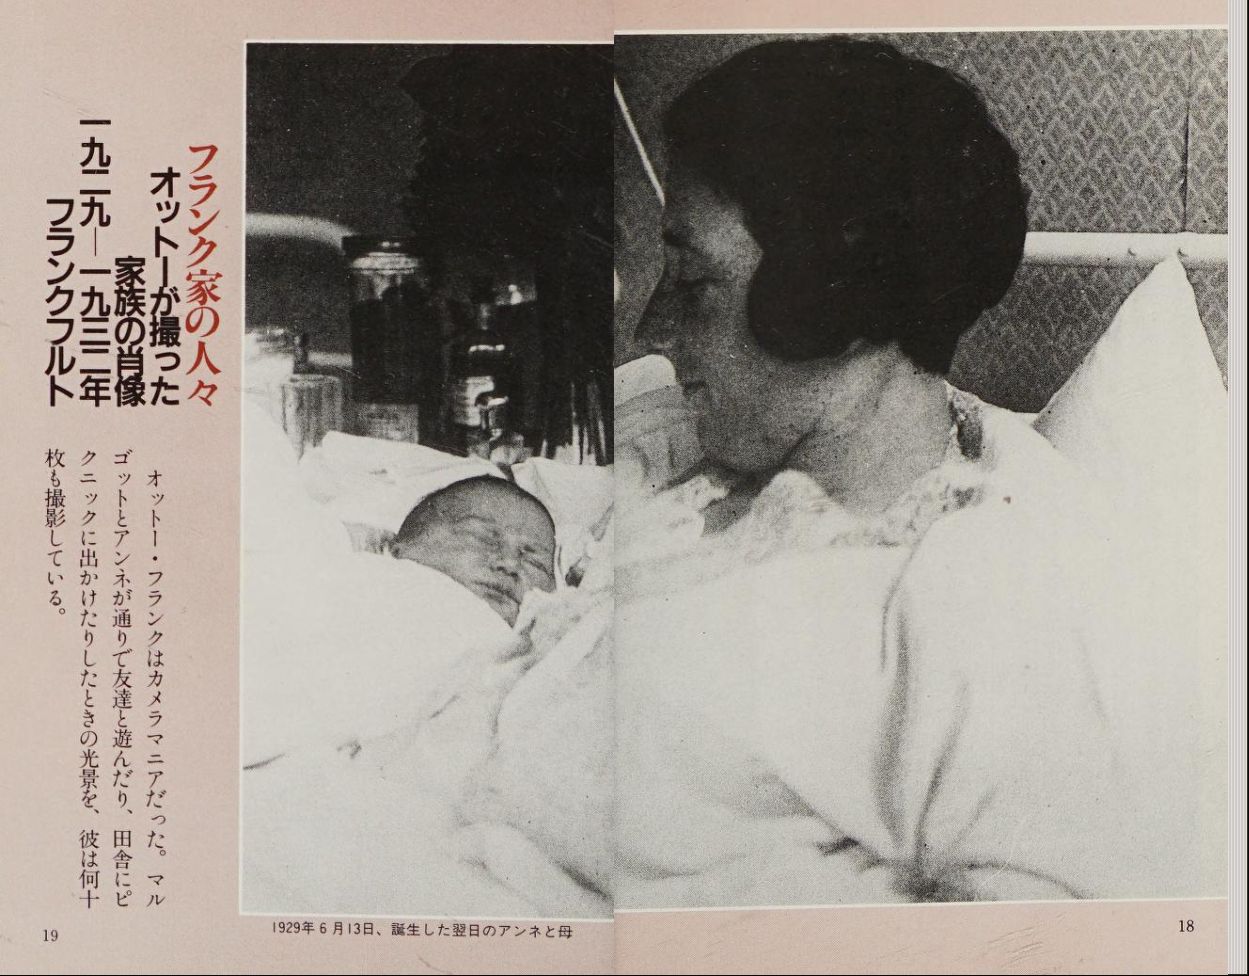 フランク家の人々
オットーが撮った
家族の肖像
一九二九―一九三二年
フランクフルト
オットー・フランクはカメラマニアだった。マル
ゴットとアンネが通りで友達と遊んだり、田舎にピ
クニックに出かけたりしたときの光景を、彼は何十
枚も撮影している。
1929年6月13日、誕生した翌日のアンネと母
19
18